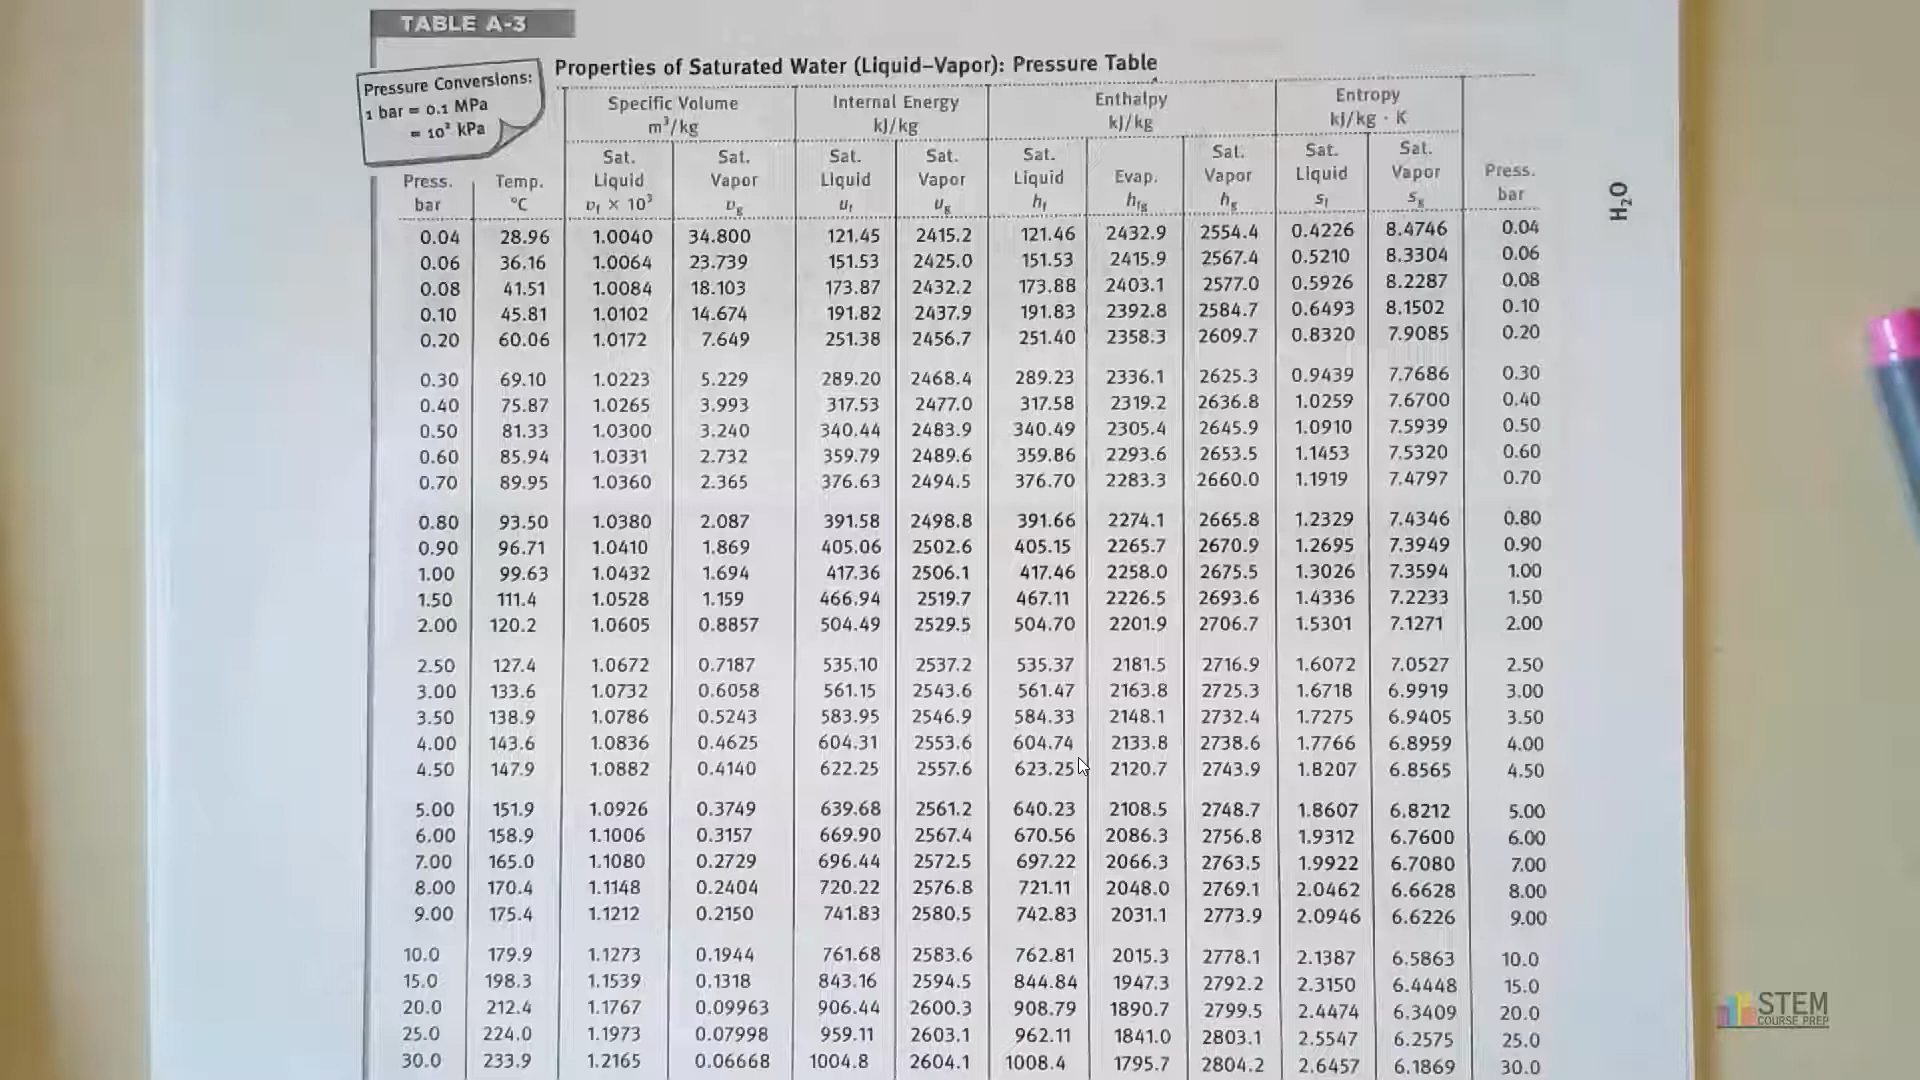 TABLE A-3
Properties of Saturated Water (Liquid–Vapor): Pressure Table
Pressure Conversions:
1 bar = 0.1 MPa
= 10² kPa
Specific Volume Internal Energy Enthalpy Entropy
m³/kg kJ/kg kJ/kg kJ/kg · K
Sat. Sat. Sat. Sat. Sat. Sat. Sat. Sat.
Press. Temp. Liquid Vapor Liquid Vapor Liquid Evap. Vapor Liquid Vapor Press.
bar °C vf × 10³ vg uf ug hf hfg hg sf sg bar
H₂O
0.04 28.96 1.0040 34.800 121.45 2415.2 121.46 2432.9 2554.4 0.4226 8.4746 0.04
0.06 36.16 1.0064 23.739 151.53 2425.0 151.53 2415.9 2567.4 0.5210 8.3304 0.06
0.08 41.51 1.0084 18.103 173.87 2432.2 173.88 2403.1 2577.0 0.5926 8.2287 0.08
0.10 45.81 1.0102 14.674 191.82 2437.9 191.83 2392.8 2584.7 0.6493 8.1502 0.10
0.20 60.06 1.0172 7.649 251.38 2456.7 251.40 2358.3 2609.7 0.8320 7.9085 0.20
0.30 69.10 1.0223 5.229 289.20 2468.4 289.23 2336.1 2625.3 0.9439 7.7686 0.30
0.40 75.87 1.0265 3.993 317.53 2477.0 317.58 2319.2 2636.8 1.0259 7.6700 0.40
0.50 81.33 1.0300 3.240 340.44 2483.9 340.49 2305.4 2645.9 1.0910 7.5939 0.50
0.60 85.94 1.0331 2.732 359.79 2489.6 359.86 2293.6 2653.5 1.1453 7.5320 0.60
0.70 89.95 1.0360 2.365 376.63 2494.5 376.70 2283.3 2660.0 1.1919 7.4797 0.70
0.80 93.50 1.0380 2.087 391.58 2498.8 391.66 2274.1 2665.8 1.2329 7.4346 0.80
0.90 96.71 1.0410 1.869 405.06 2502.6 405.15 2265.7 2670.9 1.2695 7.3949 0.90
1.00 99.63 1.0432 1.694 417.36 2506.1 417.46 2258.0 2675.5 1.3026 7.3594 1.00
1.50 111.4 1.0528 1.159 466.94 2519.7 467.11 2226.5 2693.6 1.4336 7.2233 1.50
2.00 120.2 1.0605 0.8857 504.49 2529.5 504.70 2201.9 2706.7 1.5301 7.1271 2.00
2.50 127.4 1.0672 0.7187 535.10 2537.2 535.37 2181.5 2716.9 1.6072 7.0527 2.50
3.00 133.6 1.0732 0.6058 561.15 2543.6 561.47 2163.8 2725.3 1.6718 6.9919 3.00
3.50 138.9 1.0786 0.5243 583.95 2546.9 584.33 2148.1 2732.4 1.7275 6.9405 3.50
4.00 143.6 1.0836 0.4625 604.31 2553.6 604.74 2133.8 2738.6 1.7766 6.8959 4.00
4.50 147.9 1.0882 0.4140 622.25 2557.6 623.25 2120.7 2743.9 1.8207 6.8565 4.50
5.00 151.9 1.0926 0.3749 639.68 2561.2 640.23 2108.5 2748.7 1.8607 6.8212 5.00
6.00 158.9 1.1006 0.3157 669.90 2567.4 670.56 2086.3 2756.8 1.9312 6.7600 6.00
7.00 165.0 1.1080 0.2729 696.44 2572.5 697.22 2066.3 2763.5 1.9922 6.7080 7.00
8.00 170.4 1.1148 0.2404 720.22 2576.8 721.11 2048.0 2769.1 2.0462 6.6628 8.00
9.00 175.4 1.1212 0.2150 741.83 2580.5 742.83 2031.1 2773.9 2.0946 6.6226 9.00
10.0 179.9 1.1273 0.1944 761.68 2583.6 762.81 2015.3 2778.1 2.1387 6.5863 10.0
15.0 198.3 1.1539 0.1318 843.16 2594.5 844.84 1947.3 2792.2 2.3150 6.4448 15.0
20.0 212.4 1.1767 0.09963 906.44 2600.3 908.79 1890.7 2799.5 2.4474 6.3409 20.0
25.0 224.0 1.1973 0.07998 959.11 2603.1 962.11 1841.0 2803.1 2.5547 6.2575 25.0
30.0 233.9 1.2165 0.06668 1004.8 2604.1 1008.4 1795.7 2804.2 2.6457 6.1869 30.0
STEM
COURSE PREP